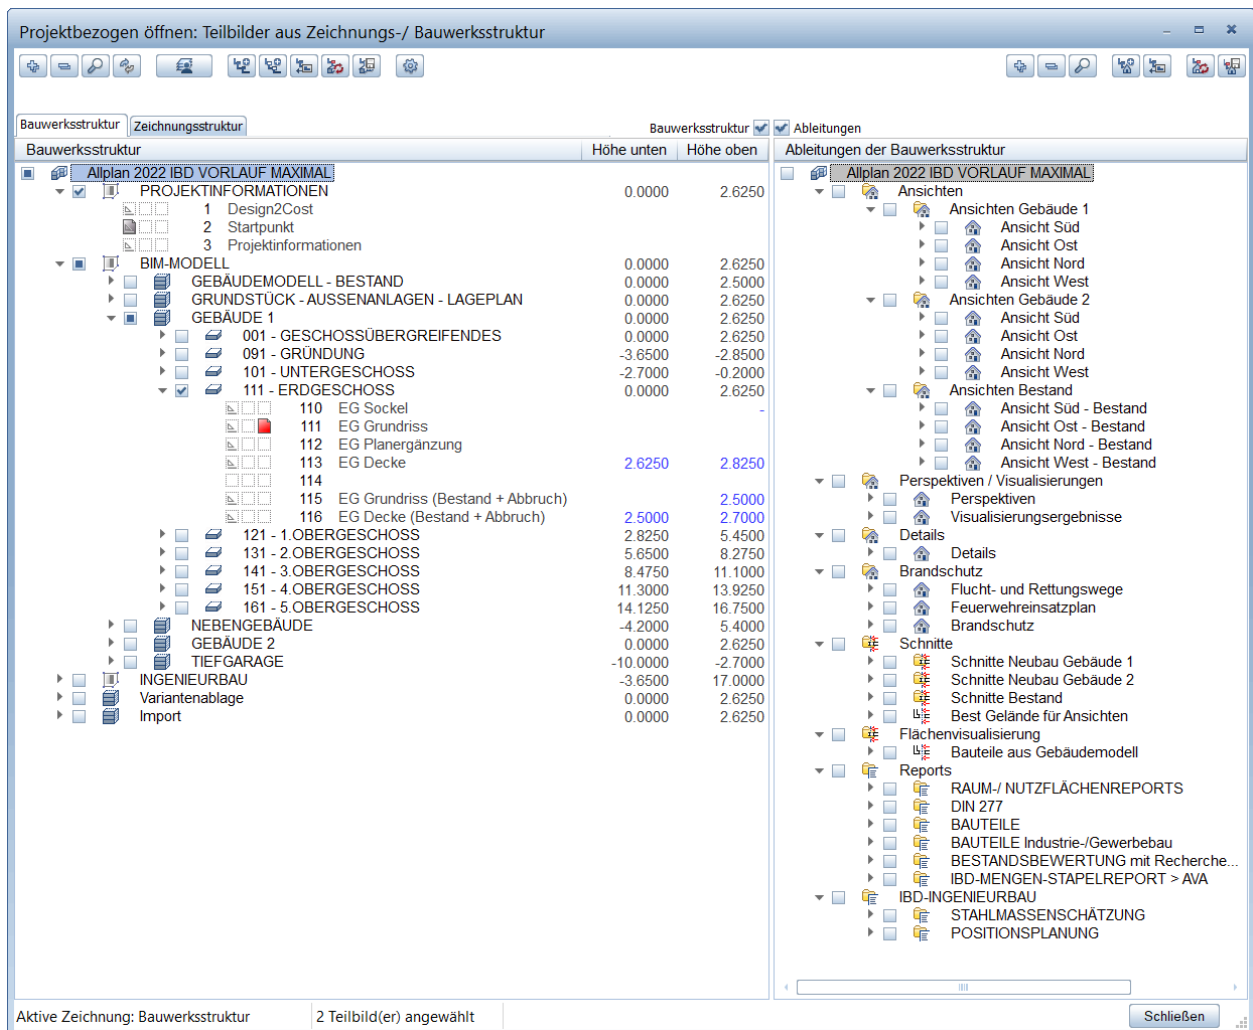 Projektbezogen öffnen: Teilbilder aus Zeichnungs-/ Bauwerksstruktur
Bauwerksstruktur Zeichnungsstruktur Bauwerksstruktur Ableitungen
Bauwerksstruktur Höhe unten Höhe oben
Allplan 2022 IBD VORLAUF MAXIMAL
PROJEKTINFORMATIONEN 0.0000 2.6250
1 Design2Cost
2 Startpunkt
3 Projektinformationen
BIM-MODELL 0.0000 2.6250
GEBÄUDEMODELL - BESTAND 0.0000 2.5000
GRUNDSTÜCK - AUSSENANLAGEN - LAGEPLAN 0.0000 2.6250
GEBÄUDE 1 0.0000 2.6250
001 - GESCHOSSÜBERGREIFENDES 0.0000 2.6250
091 - GRÜNDUNG -3.6500 -2.8500
101 - UNTERGESCHOSS -2.7000 -0.2000
111 - ERDGESCHOSS 0.0000 2.6250
110 EG Sockel -
111 EG Grundriss
112 EG Planergänzung
113 EG Decke 2.6250 2.8250
114
115 EG Grundriss (Bestand + Abbruch) 2.5000
116 EG Decke (Bestand + Abbruch) 2.5000 2.7000
121 - 1.OBERGESCHOSS 2.8250 5.4500
131 - 2.OBERGESCHOSS 5.6500 8.2750
141 - 3.OBERGESCHOSS 8.4750 11.1000
151 - 4.OBERGESCHOSS 11.3000 13.9250
161 - 5.OBERGESCHOSS 14.1250 16.7500
NEBENGEBÄUDE -4.2000 5.4000
GEBÄUDE 2 0.0000 2.6250
TIEFGARAGE -10.0000 -2.7000
INGENIEURBAU -3.6500 17.0000
Variantenablage 0.0000 2.6250
Import 0.0000 2.6250
Ableitungen der Bauwerksstruktur
Allplan 2022 IBD VORLAUF MAXIMAL
Ansichten
Ansichten Gebäude 1
Ansicht Süd
Ansicht Ost
Ansicht Nord
Ansicht West
Ansichten Gebäude 2
Ansicht Süd
Ansicht Ost
Ansicht Nord
Ansicht West
Ansichten Bestand
Ansicht Süd - Bestand
Ansicht Ost - Bestand
Ansicht Nord - Bestand
Ansicht West - Bestand
Perspektiven / Visualisierungen
Perspektiven
Visualisierungsergebnisse
Details
Details
Brandschutz
Flucht- und Rettungswege
Feuerwehreinsatzplan
Brandschutz
Schnitte
Schnitte Neubau Gebäude 1
Schnitte Neubau Gebäude 2
Schnitte Bestand
Best Gelände für Ansichten
Flächenvisualisierung
Bauteile aus Gebäudemodell
Reports
RAUM-/ NUTZFLÄCHENREPORTS
DIN 277
BAUTEILE
BAUTEILE Industrie-/Gewerbebau
BESTANDSBEWERTUNG mit Recherche...
IBD-MENGEN-STAPELREPORT > AVA
IBD-INGENIEURBAU
STAHLMASSENSCHÄTZUNG
POSITIONSPLANUNG
Aktive Zeichnung: Bauwerksstruktur 2 Teilbild(er) angewählt Schließen